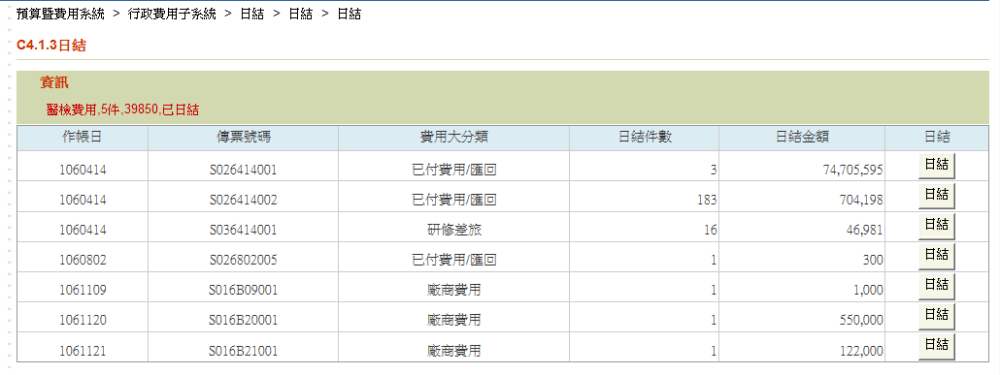 預算暨費用系統 > 行政費用子系統 > 日結 > 日結 > 日結
C4.1.3日結
資訊
醫檢費用,5件,39850,已日結
作帳日 傳票號碼 費用大分類 日結件數 日結金額 日結
1060414 S026414001 已付費用/匯回 3 74,705,595 日結
1060414 S026414002 已付費用/匯回 183 704,198 日結
1060414 S036414001 研修差旅 16 46,981 日結
1060802 S026802005 已付費用/匯回 1 300 日結
1061109 S016B09001 廠商費用 1 1,000 日結
1061120 S016B20001 廠商費用 1 550,000 日結
1061121 S016B21001 廠商費用 1 122,000 日結